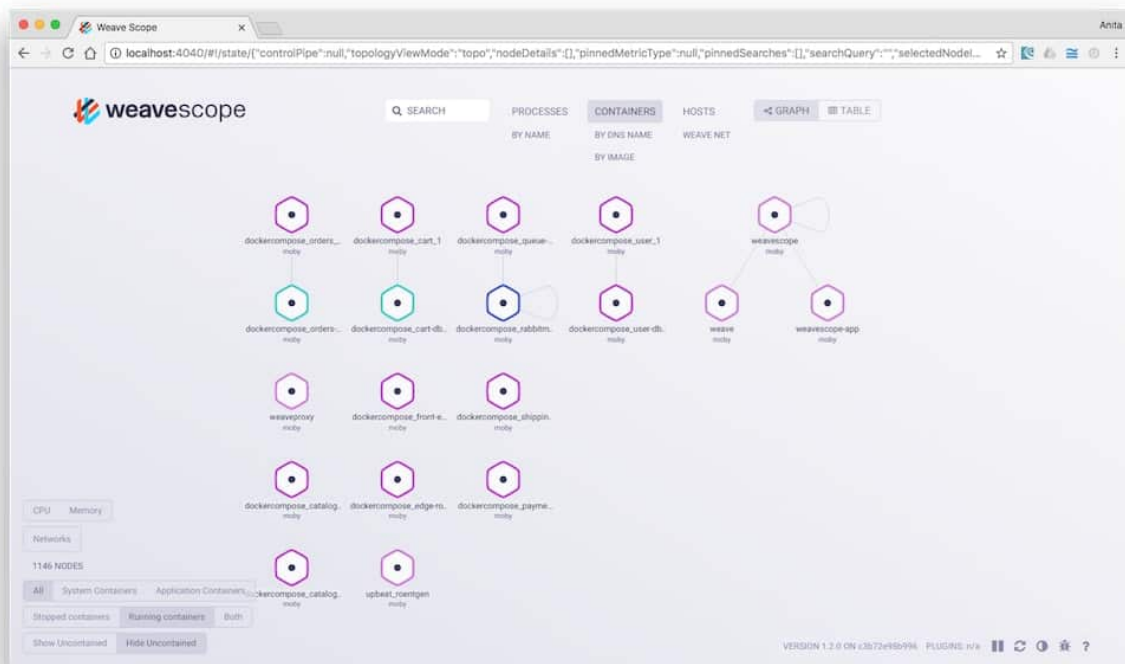 Weave Scope
Anita
localhost:4040/#!/state/{"controlPipe":null,"topologyViewMode":"topo","nodeDetails":[],"pinnedMetricType":null,"pinnedSearches":[],"searchQuery":"","selectedNodeI...
weavescope
SEARCH
PROCESSES CONTAINERS HOSTS
GRAPH TABLE
BY NAME BY DNS NAME WEAVE NET
BY IMAGE
dockercompose_orders_... dockercompose_cart_1 dockercompose_queue-... dockercompose_user_1 weavescope
moby moby moby moby moby
dockercompose_orders-... dockercompose_cart-db.. dockercompose_rabbitm.. dockercompose_user-db.. weave weavescope-app
moby moby moby moby moby moby
weaveproxy dockercompose_front-e... dockercompose_shippin..
moby moby moby
dockercompose_catalog.. dockercompose_edge-ro.. dockercompose_payme...
moby moby moby
CPU Memory
Networks
1146 NODES
dockercompose_catalog.. upbeat_roentgen
moby moby
All System Containers Application Containers
Stopped containers Running containers Both
Show Uncontained Hide Uncontained
VERSION 1.2.0 ON c3b72e98b996 PLUGINS: n/a
?